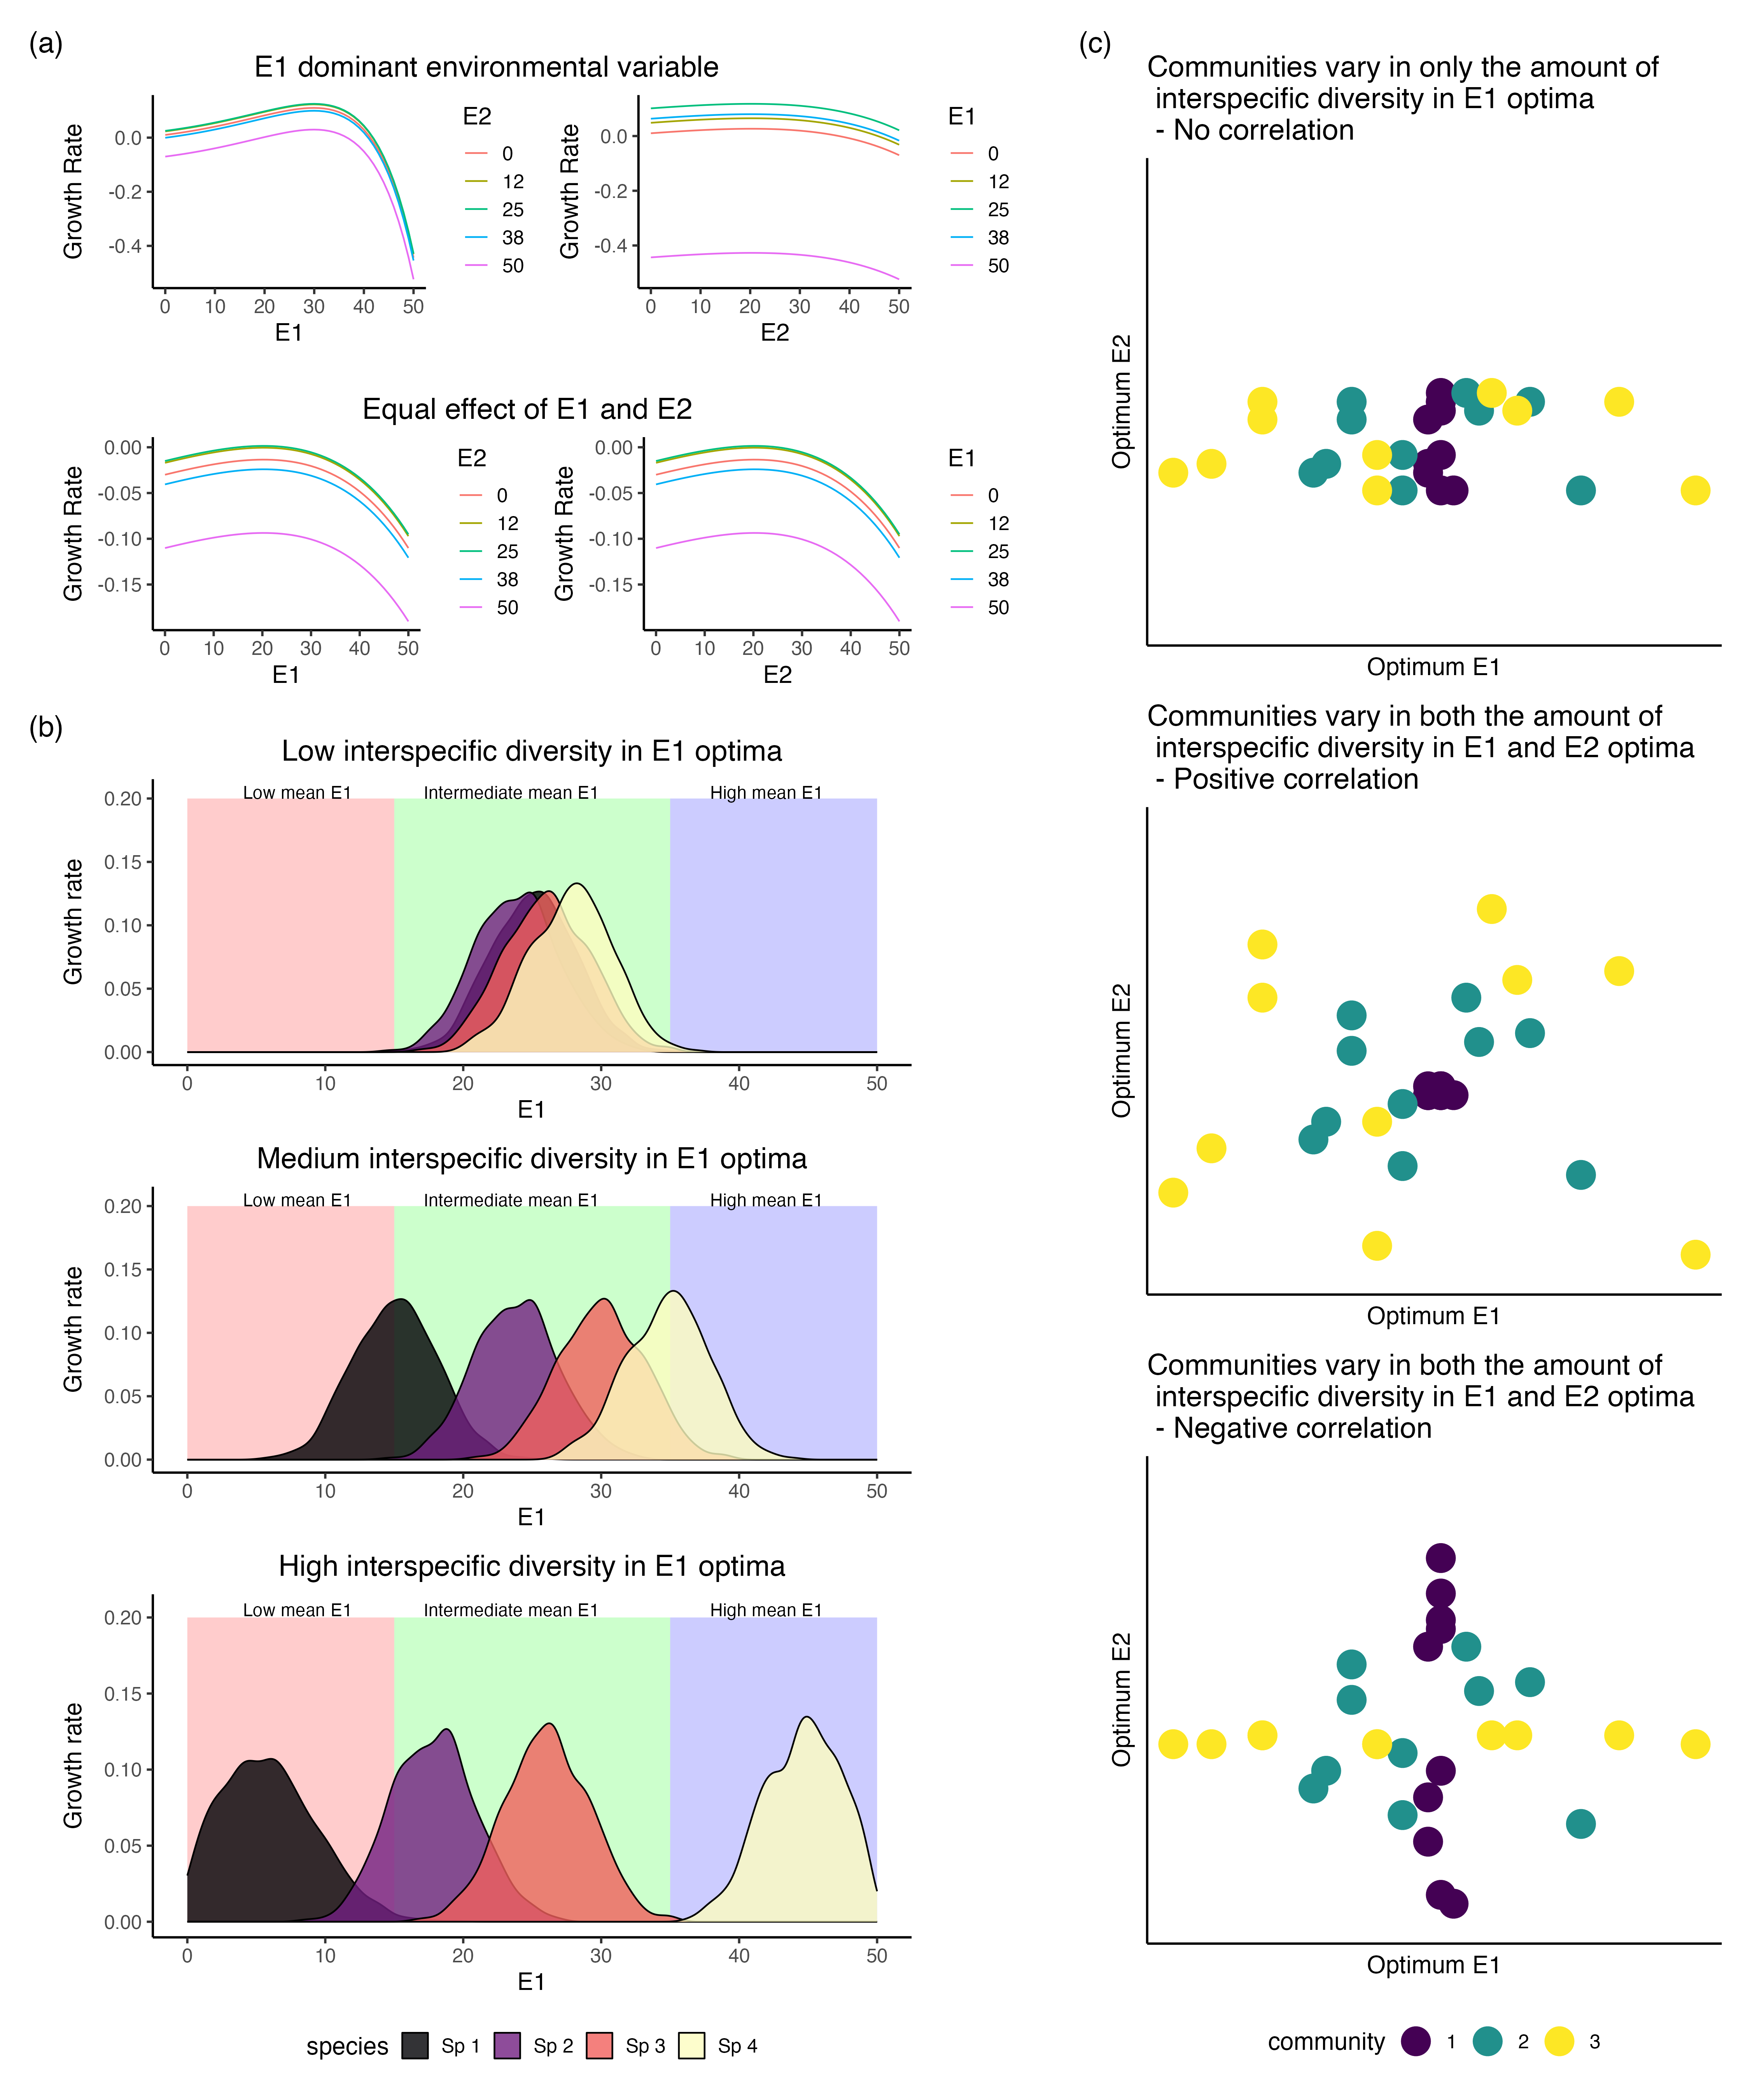 (a)
E1 dominant environmental variable
Growth Rate
0.0
-0.2
-0.4
0 10 20 30 40 50
E1
E2
0
12
25
38
50
Growth Rate
0.0
-0.2
-0.4
0 10 20 30 40 50
E2
E1
0
12
25
38
50
Equal effect of E1 and E2
Growth Rate
0.00
-0.05
-0.10
-0.15
0 10 20 30 40 50
E1
E2
0
12
25
38
50
Growth Rate
0.00
-0.05
-0.10
-0.15
0 10 20 30 40 50
E2
E1
0
12
25
38
50
(b)
Low interspecific diversity in E1 optima
Low mean E1 Intermediate mean E1 High mean E1
Growth rate
0.20
0.15
0.10
0.05
0.00
0 10 20 30 40 50
E1
Medium interspecific diversity in E1 optima
Low mean E1 Intermediate mean E1 High mean E1
Growth rate
0.20
0.15
0.10
0.05
0.00
0 10 20 30 40 50
E1
High interspecific diversity in E1 optima
Low mean E1 Intermediate mean E1 High mean E1
Growth rate
0.20
0.15
0.10
0.05
0.00
0 10 20 30 40 50
E1
species Sp 1 Sp 2 Sp 3 Sp 4
(c)
Communities vary in only the amount of
interspecific diversity in E1 optima
- No correlation
Optimum E2
Optimum E1
Communities vary in both the amount of
interspecific diversity in E1 and E2 optima
- Positive correlation
Optimum E2
Optimum E1
Communities vary in both the amount of
interspecific diversity in E1 and E2 optima
- Negative correlation
Optimum E2
Optimum E1
community 1 2 3